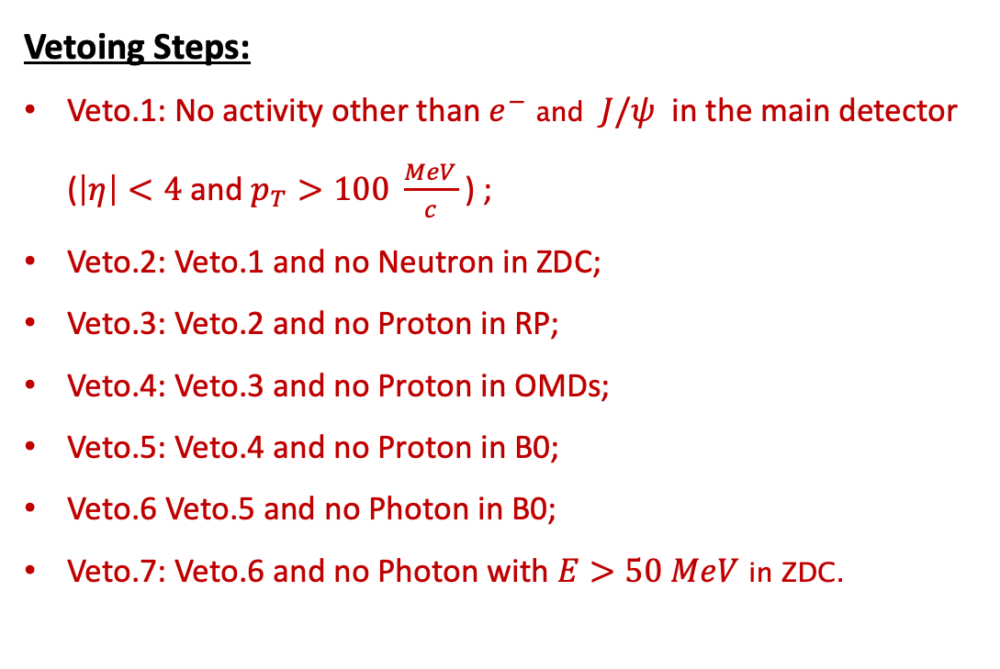 Vetoing Steps:
• Veto.1: No activity other than e⁻ and J/ψ in the main detector
(|η| < 4 and p_T > 100 MeV/c) ;
• Veto.2: Veto.1 and no Neutron in ZDC;
• Veto.3: Veto.2 and no Proton in RP;
• Veto.4: Veto.3 and no Proton in OMDs;
• Veto.5: Veto.4 and no Proton in B0;
• Veto.6 Veto.5 and no Photon in B0;
• Veto.7: Veto.6 and no Photon with E > 50 MeV in ZDC.